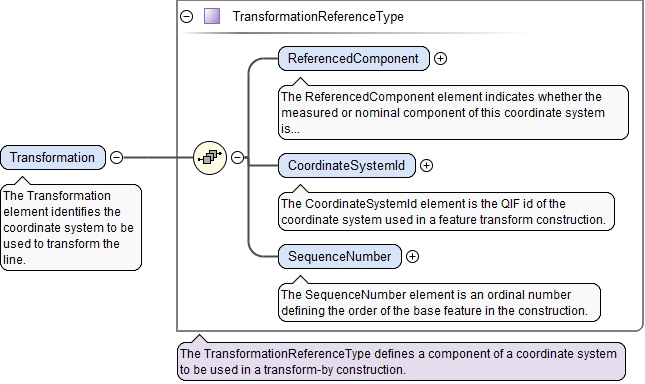 TransformationReferenceType
ReferencedComponent
The ReferencedComponent element indicates whether the
measured or nominal component of this coordinate system
is...
Transformation
The Transformation
element identifies the
coordinate system to be
used to transform the
line.
CoordinateSystemId
The CoordinateSystemId element is the QIF id of the
coordinate system used in a feature transform construction.
SequenceNumber
The SequenceNumber element is an ordinal number
defining the order of the base feature in the construction.
The TransformationReferenceType defines a component of a coordinate system
to be used in a transform-by construction.